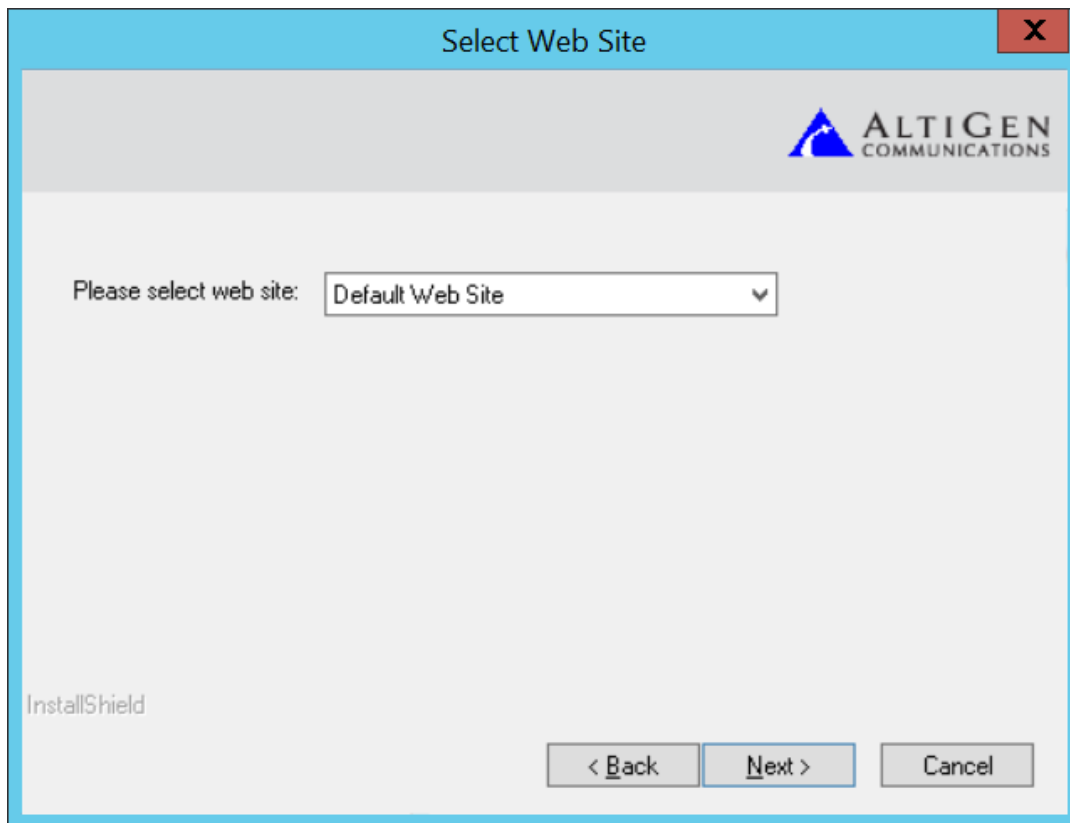 Select Web Site
X
ALTIGEN
COMMUNICATIONS
Please select web site: Default Web Site
InstallShield
< Back Next > Cancel